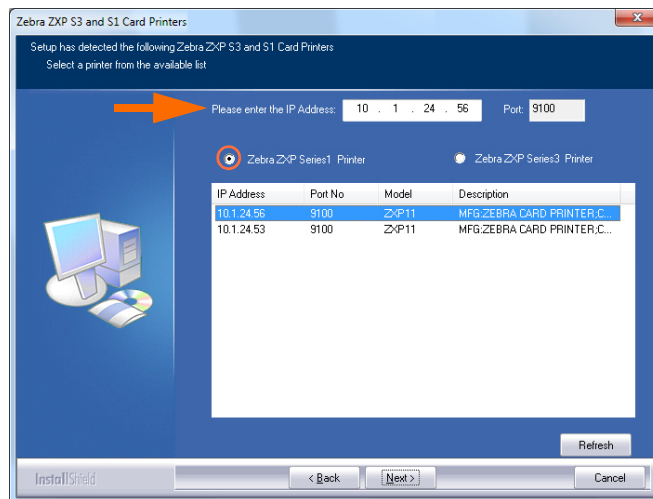 Zebra ZXP S3 and S1 Card Printers
Setup has detected the following Zebra ZXP S3 and S1 Card Printers
Select a printer from the available list
Please enter the IP Address: 10 . 1 . 24 . 56 Port: 9100
Zebra ZXP Series1 Printer Zebra ZXP Series3 Printer
IP Address Port No Model Description
10.1.24.56 9100 ZXP11 MFG:ZEBRA CARD PRINTER;C...
10.1.24.53 9100 ZXP11 MFG:ZEBRA CARD PRINTER;C...
Refresh
InstallShield < Back Next > Cancel